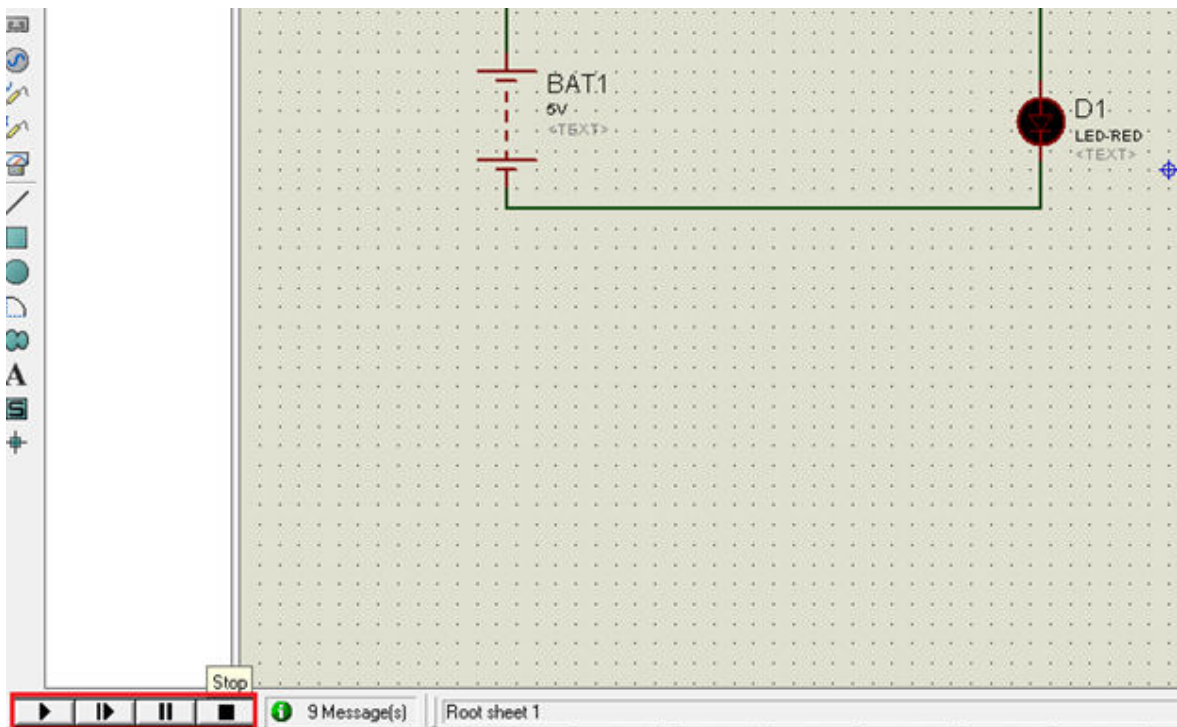 BAT1
5V
<TEXT>
D1
LED-RED
<TEXT>
A
S
Stop
9 Message(s)
Root sheet 1